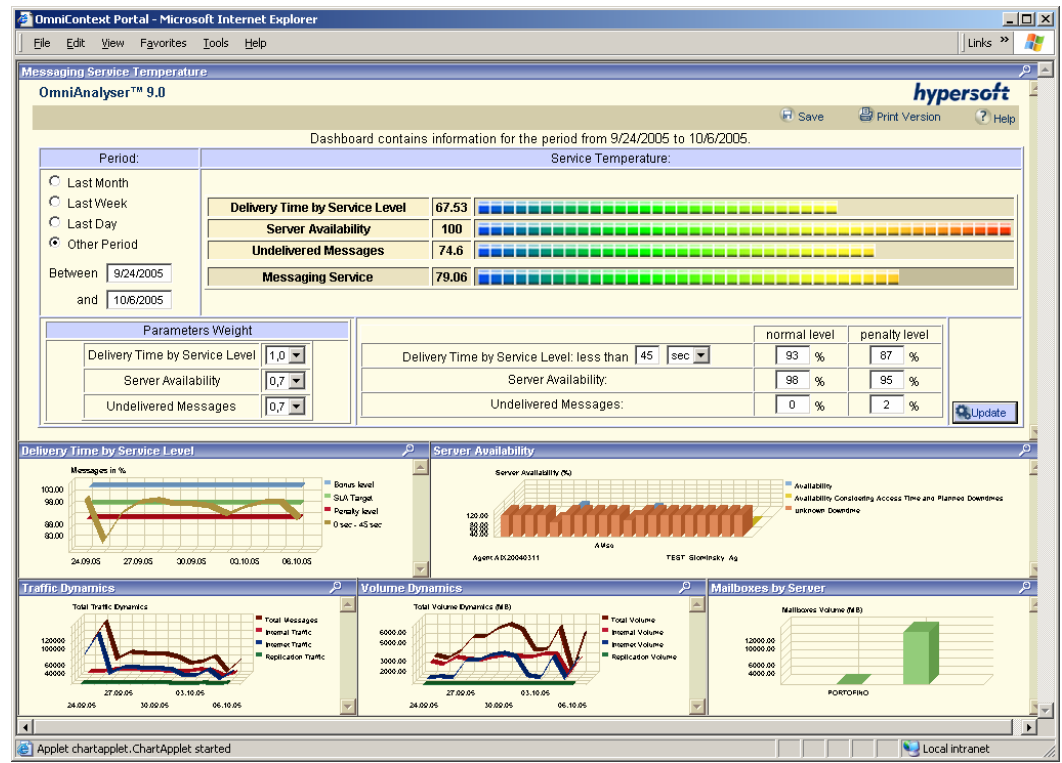 OmniContext Portal - Microsoft Internet Explorer
File Edit View Favorites Tools Help
Links »
Messaging Service Temperature
OmniAnalyser™ 9.0
hypersoft
Save Print Version ? Help
Dashboard contains information for the period from 9/24/2005 to 10/6/2005.
Period:
Service Temperature:
Last Month
Last Week
Last Day
Other Period
Between 9/24/2005
and 10/6/2005
Delivery Time by Service Level 67.53
Server Availability 100
Undelivered Messages 74.6
Messaging Service 79.06
Parameters Weight
Delivery Time by Service Level 1,0
Server Availability 0,7
Undelivered Messages 0,7
normal level penalty level
Delivery Time by Service Level: less than 45 sec 93 % 87 %
Server Availability: 98 % 95 %
Undelivered Messages: 0 % 2 %
Update
Delivery Time by Service Level
Messages in %
100.00
98.00
88.00
80.00
24.09.05 27.09.05 30.09.05 03.10.05 06.10.05
Bonus level
SLA Target
Penalty level
0 sec - 45 sec
Server Availability
Server Availability (%)
120.00
40.00
Agent AIX20040311
TEST Slominsky Ag
Availability
Availability Considering Access Time and Planned Downtimes
unknown Downtime
Traffic Dynamics
Total Traffic Dynamics
120000
100000
60000
40000
27.09.05 03.10.05
24.09.05 30.09.05 06.10.05
Total Messages
Internal Traffic
Internet Traffic
Replication Traffic
Volume Dynamics
Total Volume Dynamics (MB)
6000.00
5000.00
3000.00
2000.00
27.09.05 03.10.05
24.09.05 30.09.05 06.10.05
Total Volume
Internal Volume
Internet Volume
Replication Volume
Mailboxes by Server
Mailboxes Volume (MB)
12000.00
10000.00
6000.00
4000.00
PORTOFINO
Applet chartapplet.ChartApplet started
Local intranet